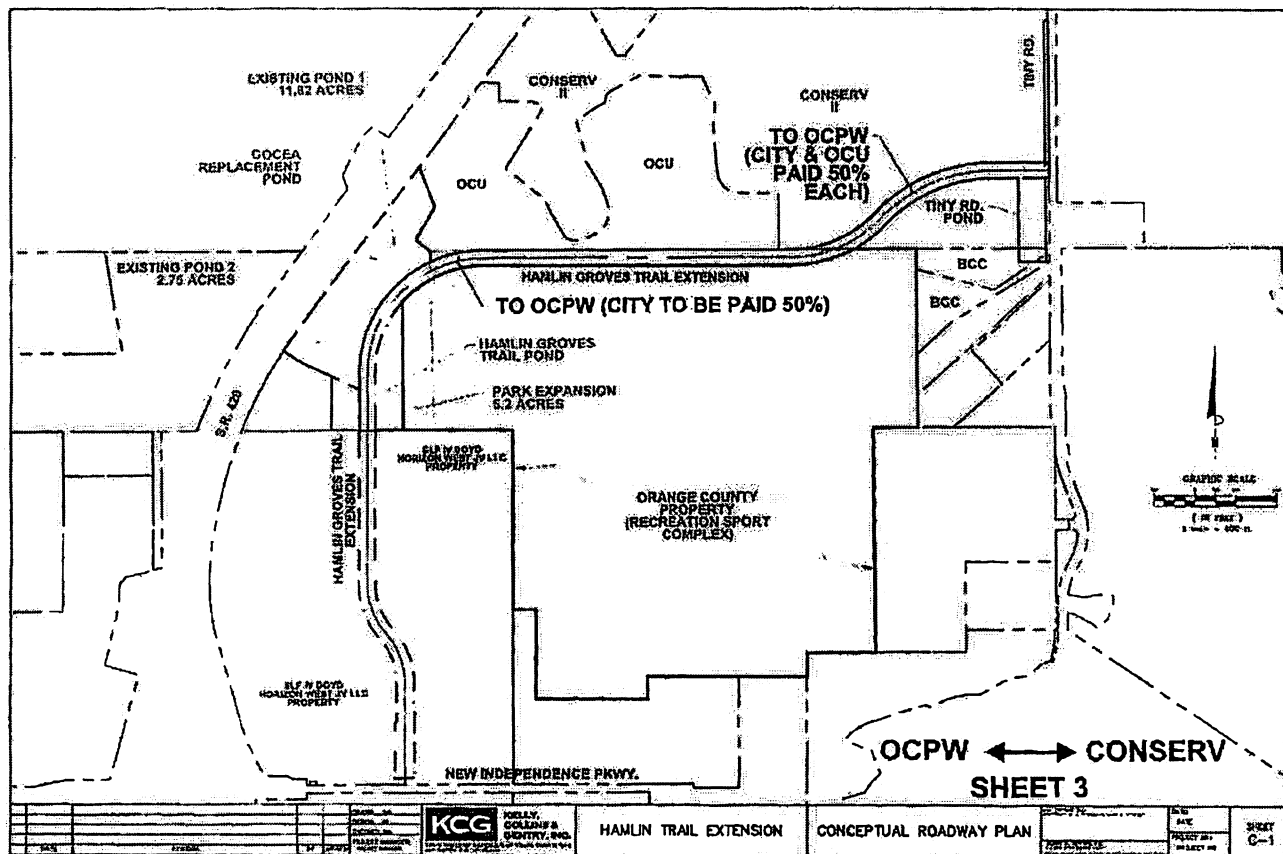 EXISTING POND 1
11.82 ACRES
CONSERV
II
CONSERV
II
TINY RD.
TO OCPW
(CITY & OCU
PAID 50%
EACH)
OCU
OCU
REPLACEMENT
POND
TINY RD.
POND
EXISTING POND 2
2.75 ACRES
HAMLIN GROVES TRAIL EXTENSION
BCC
BCC
TO OCPW (CITY TO BE PAID 50%)
HAMLIN GROVES
TRAIL POND
PARK EXPANSION
5.2 ACRES
S.R. 429
HAMLIN GROVES TRAIL
EXTENSION
HORIZON WEST JV LLC
PROPERTY
ORANGE COUNTY
PROPERTY
(RECREATION SPORT
COMPLEX)
GRAPHIC SCALE
HORIZON WEST JV LLC
PROPERTY
OCPW CONSERV
SHEET 3
NEW INDEPENDENCE PKWY.
KCG
KELLY,
COLLINS &
GENTRY, INC.
HAMLIN TRAIL EXTENSION
CONCEPTUAL ROADWAY PLAN
DATE
SHEET
C-1